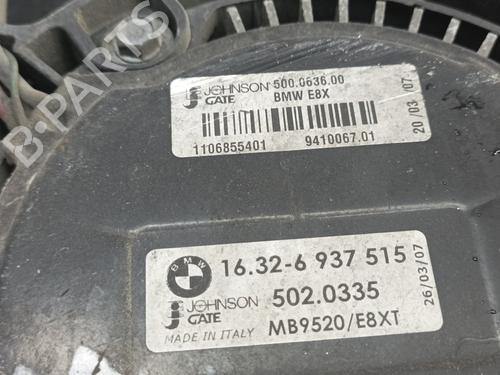 JOHNSON 500.0636.00
GATE BMW E8X
1106855401 9410067.01
20/03/07
BMW
16.32-6 937 515
JOHNSON 502.0335
GATE
MADE IN ITALY MB9520/E8XT
26/03/07
B-PARTS